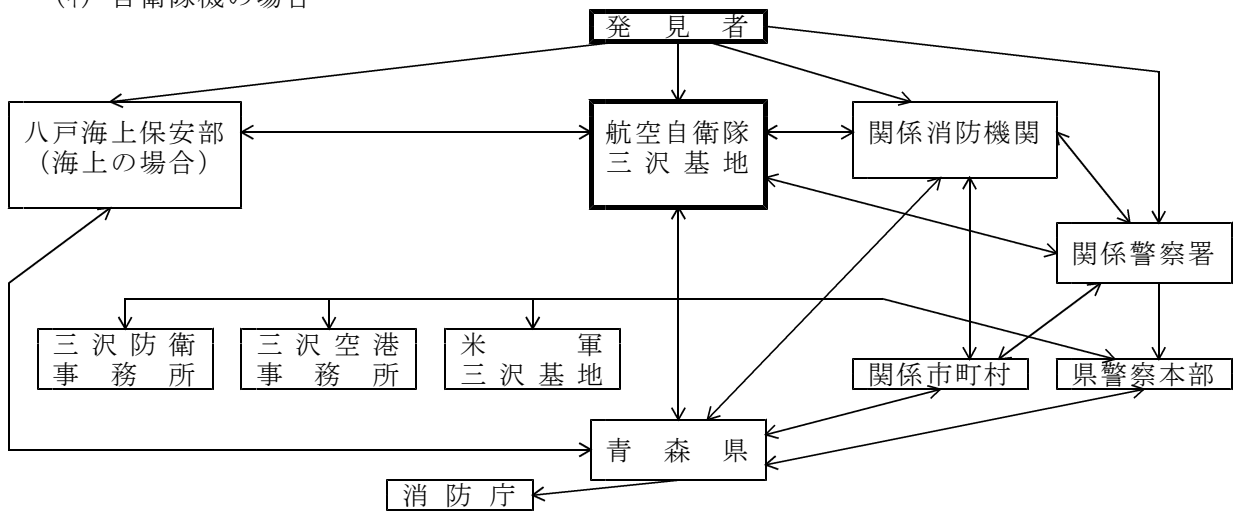 自衛隊機の場合
発見者
八戸海上保安部
（海上の場合）
航空自衛隊
三沢基地
関係消防機関
関係警察署
三沢防衛
事務所
三沢空港
事務所
米軍
三沢基地
関係市町村
県警察本部
青森県
消防庁